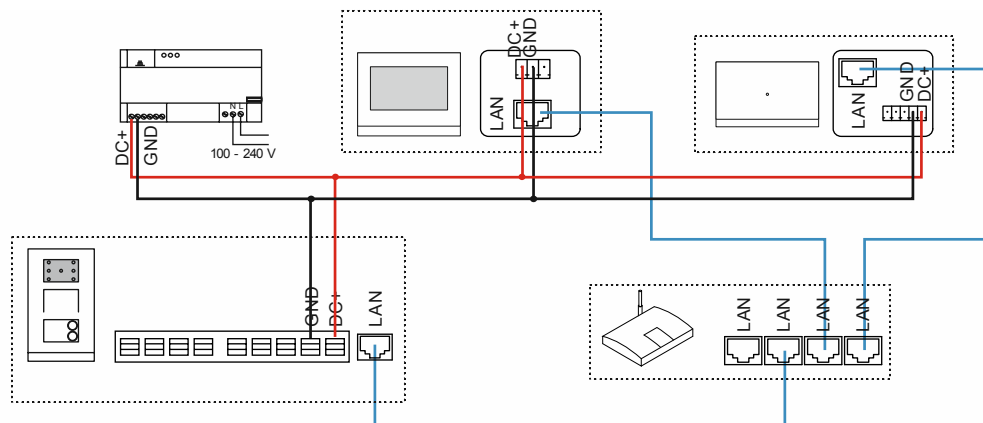 N L
DC+
GND
100 - 240 V
DC+
GND
LAN
LAN
GND
DC+
GND
DC+
LAN
LAN
LAN
LAN
LAN